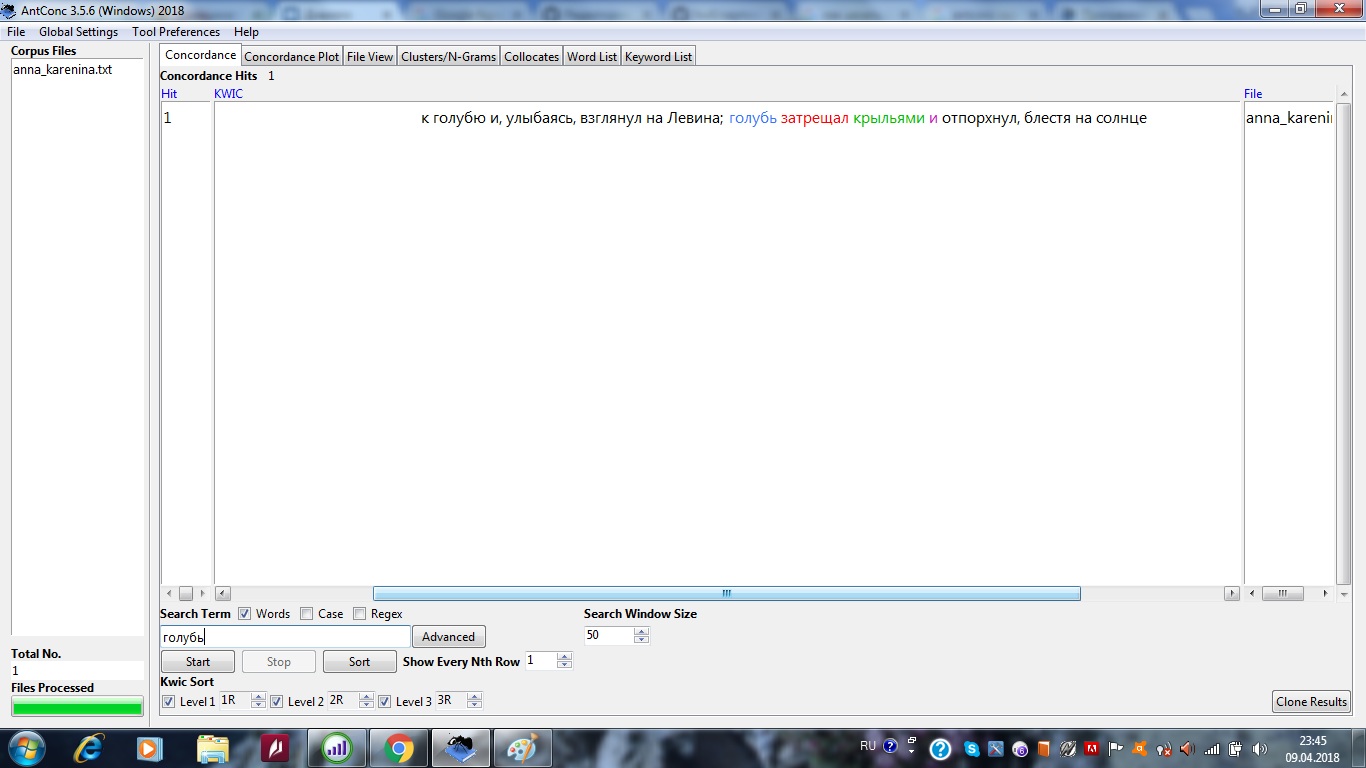 AntConc 3.5.6 (Windows) 2018
File Global Settings Tool Preferences Help
Corpus Files
anna_karenina.txt
Concordance Concordance Plot File View Clusters/N-Grams Collocates Word List Keyword List
Concordance Hits 1
Hit KWIC File
1 к голубю и, улыбаясь, взглянул на Левина; голубь затрещал крыльями и отпорхнул, блестя на солнце anna_kareni
Search Term Words Case Regex Search Window Size
голубь Advanced 50
Start Stop Sort Show Every Nth Row 1
Kwic Sort
Level 1 1R Level 2 2R Level 3 3R
Clone Results
Total No.
1
Files Processed
RU 23:45
09.04.2018